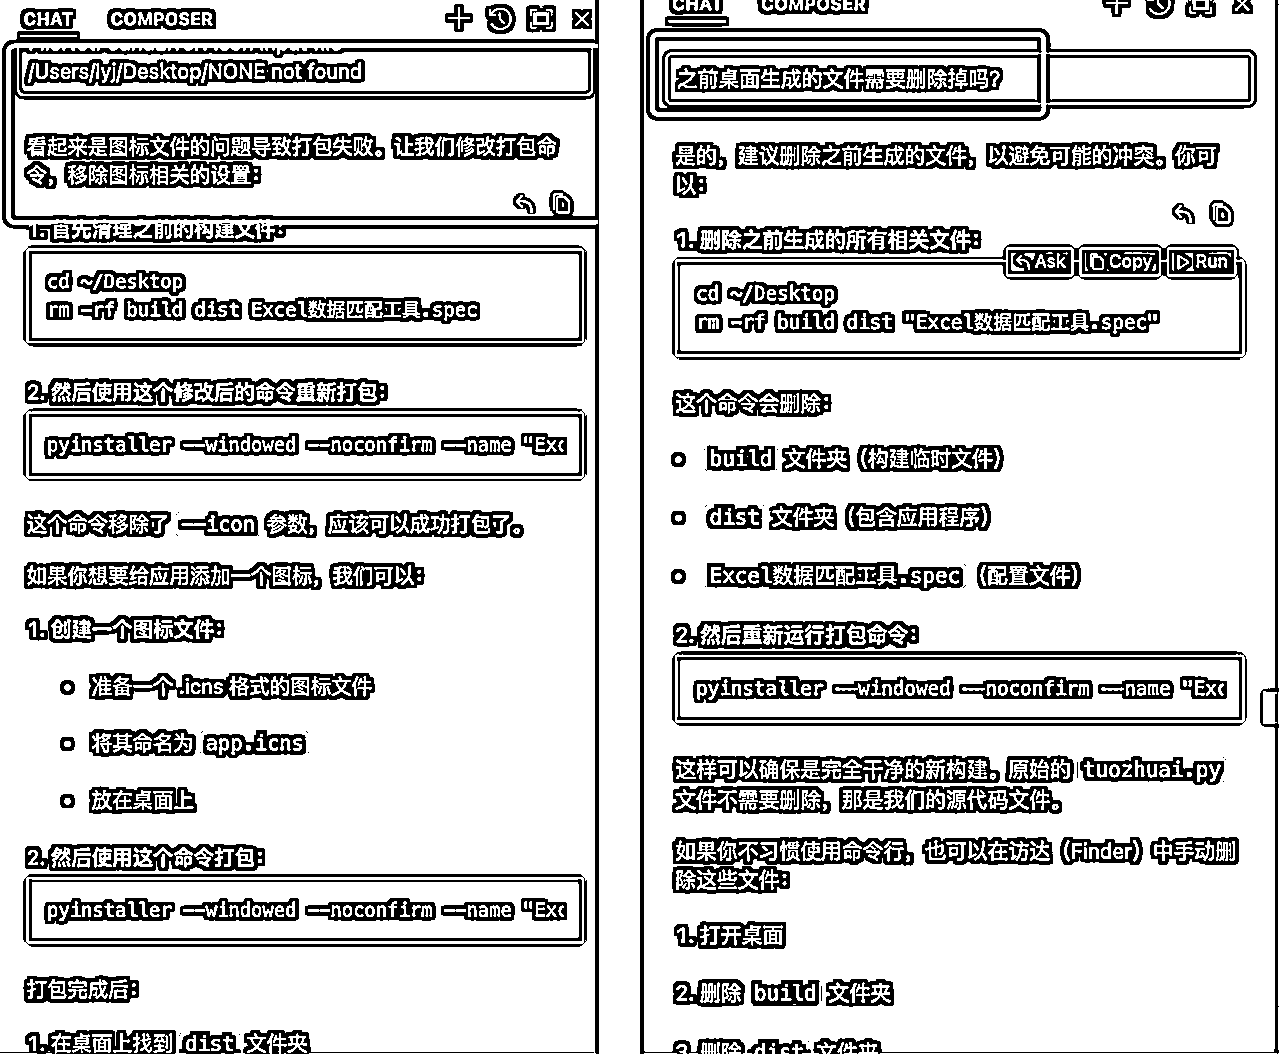 CHAT COMPOSER
/Users/lyj/Desktop/NONE not found
看起来是图标文件的问题导致打包失败。让我们修改打包命
令，移除图标相关的设置：
1. 首先清理之前的构建文件：
cd ~/Desktop
rm -rf build dist Excel数据匹配工具.spec
2. 然后使用这个修改后的命令重新打包：
pyinstaller --windowed --noconfirm --name "Exc
这个命令移除了 --icon 参数，应该可以成功打包了。
如果你想要给应用添加一个图标，我们可以：
1. 创建一个图标文件：
准备一个 .icns 格式的图标文件
将其命名为 app.icns
放在桌面上
2. 然后使用这个命令打包：
pyinstaller --windowed --noconfirm --name "Exc
打包完成后：
1. 在桌面上找到 dist 文件夹
CHAT COMPOSER
之前桌面生成的文件需要删除掉吗？
是的，建议删除之前生成的文件，以避免可能的冲突。你可
以：
1. 删除之前生成的所有相关文件：
Ask Copy Run
cd ~/Desktop
rm -rf build dist "Excel数据匹配工具.spec"
这个命令会删除：
build 文件夹（构建临时文件）
dist 文件夹（包含应用程序）
Excel数据匹配工具.spec （配置文件）
2. 然后重新运行打包命令：
pyinstaller --windowed --noconfirm --name "Exc
这样可以确保是完全干净的新构建。原始的 tuozhuai.py
文件不需要删除，那是我们的源代码文件。
如果你不习惯使用命令行，也可以在访达（Finder）中手动删
除这些文件：
1. 打开桌面
2. 删除 build 文件夹
3. 删除 dist 文件夹